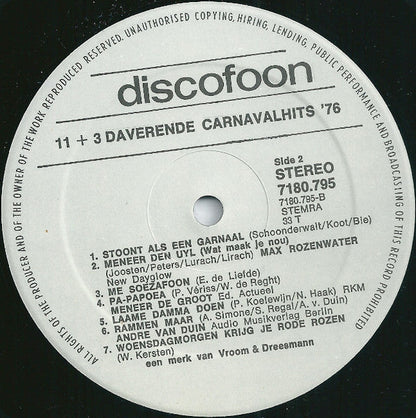 ALL RIGHTS OF THE PRODUCER AND OF THE OWNER OF THE WORK REPRODUCED RESERVED. UNAUTHORISED COPYING, HIRING, LENDING, PUBLIC PERFORMANCE AND BROADCASTING OF THIS RECORD PROHIBITED
discofoon
11 + 3 DAVERENDE CARNAVALHITS '76
Side 2
STEREO
7180.795
7180.795-B
STEMRA
33 T
1. STOONT ALS EEN GARNAAL (Schoonderwalt/Koot/Bie)
2. MENEER DEN UYL (Wat maak je nou)
(Joosten/Peters/Lurach/Lirach) MAX ROZENWATER
New Dayglow
3. ME SOEZAFOON (E. de Liefde)
4. PA-PAPOEA (P. Vériss/W. de Reght)
MENEER DE GROOT Ed. Actueel
5. LAAME DAMMA DOEN (P. Koelewijn/N. Haak) RKM
6. RAMMEN MAAR (A. Simone/S. Regal/A. v. Duin)
ANDRE VAN DUIN Audio Musikverlag Berlin
7. WOENSDAGMORGEN KRIJG JE RODE ROZEN
(W. Kersten)
een merk van Vroom & Dreesmann